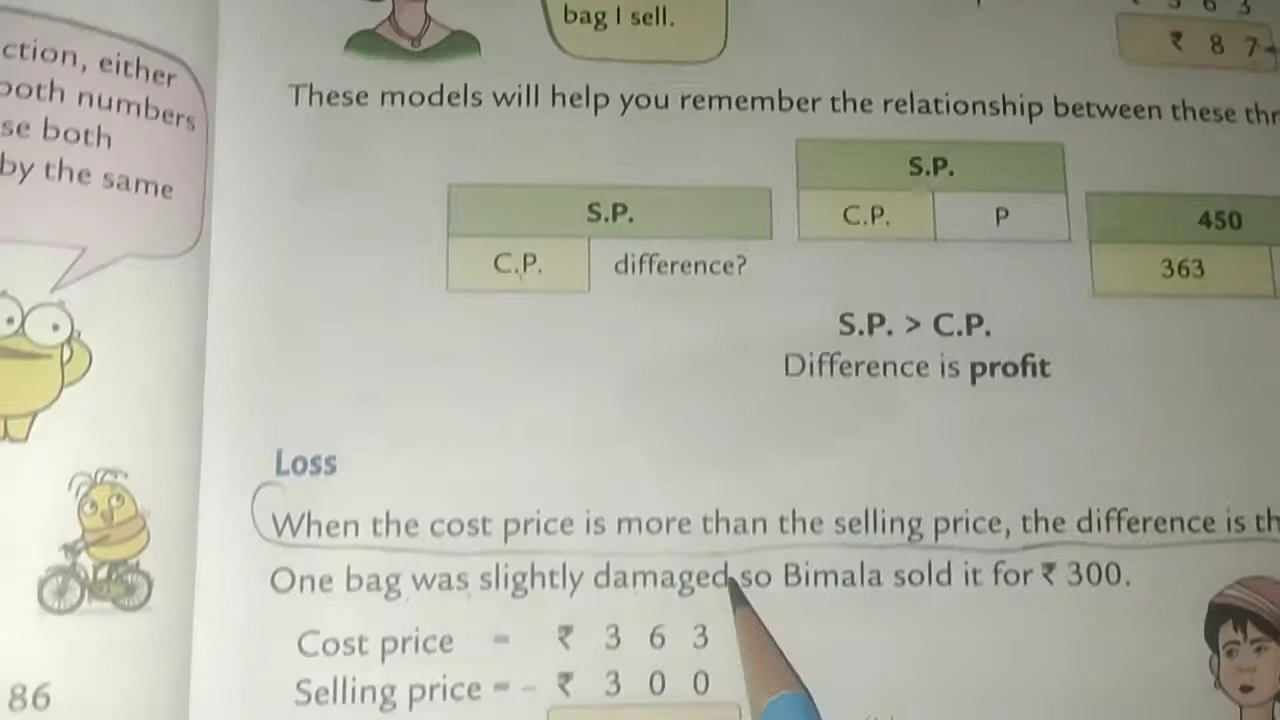 ction, either
both numbers
se both
by the same
bag I sell.
₹ 8 7
These models will help you remember the relationship between these
S.P.
C.P. difference?
S.P.
C.P. P
450
363
S.P. > C.P.
Difference is profit
Loss
When the cost price is more than the selling price, the difference is
One bag was slightly damaged so Bimala sold it for ₹ 300.
Cost price = ₹ 3 6 3
Selling price = - ₹ 3 0 0
86